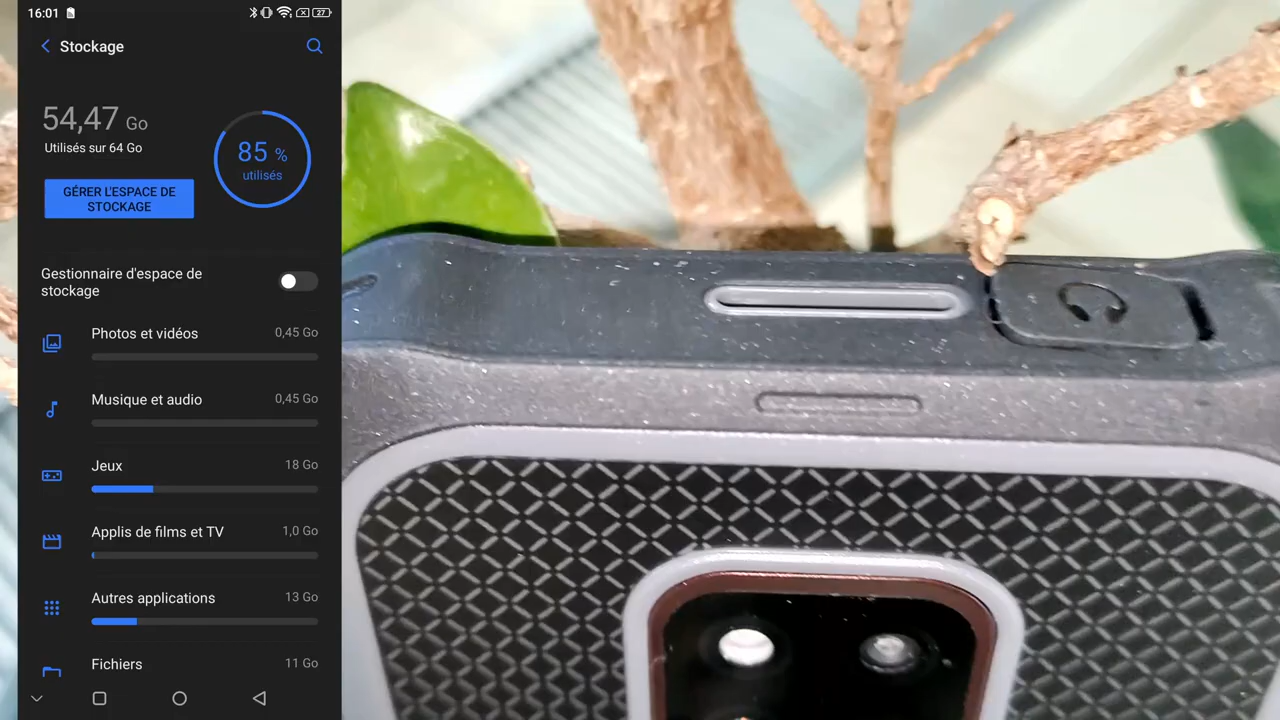 16:01
27
Stockage
54,47 Go
Utilisés sur 64 Go
85 %
utilisés
GÉRER L'ESPACE DE
STOCKAGE
Gestionnaire d'espace de
stockage
Photos et vidéos 0,45 Go
Musique et audio 0,45 Go
Jeux 18 Go
Applis de films et TV 1,0 Go
Autres applications 13 Go
Fichiers 11 Go